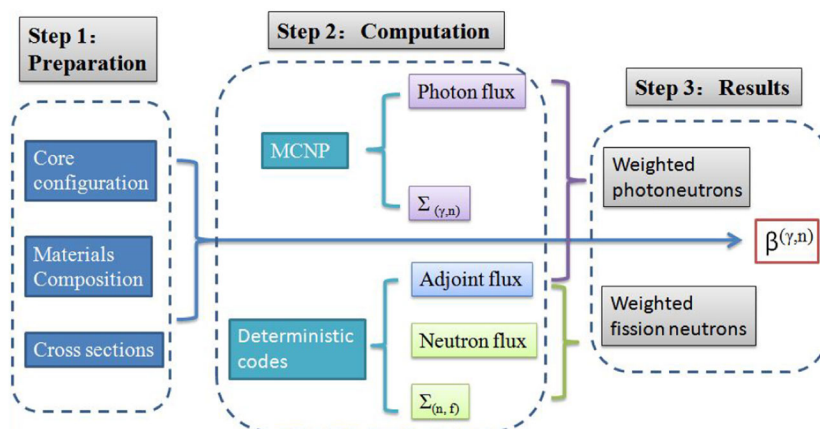 Step 1:
Preparation
Core
configuration
Materials
Composition
Cross sections
Step 2: Computation
MCNP
Photon flux
Σ (γ,n)
Deterministic
codes
Adjoint flux
Neutron flux
Σ(n, f)
Step 3: Results
Weighted
photoneutrons
β(γ,n)
Weighted
fission neutrons